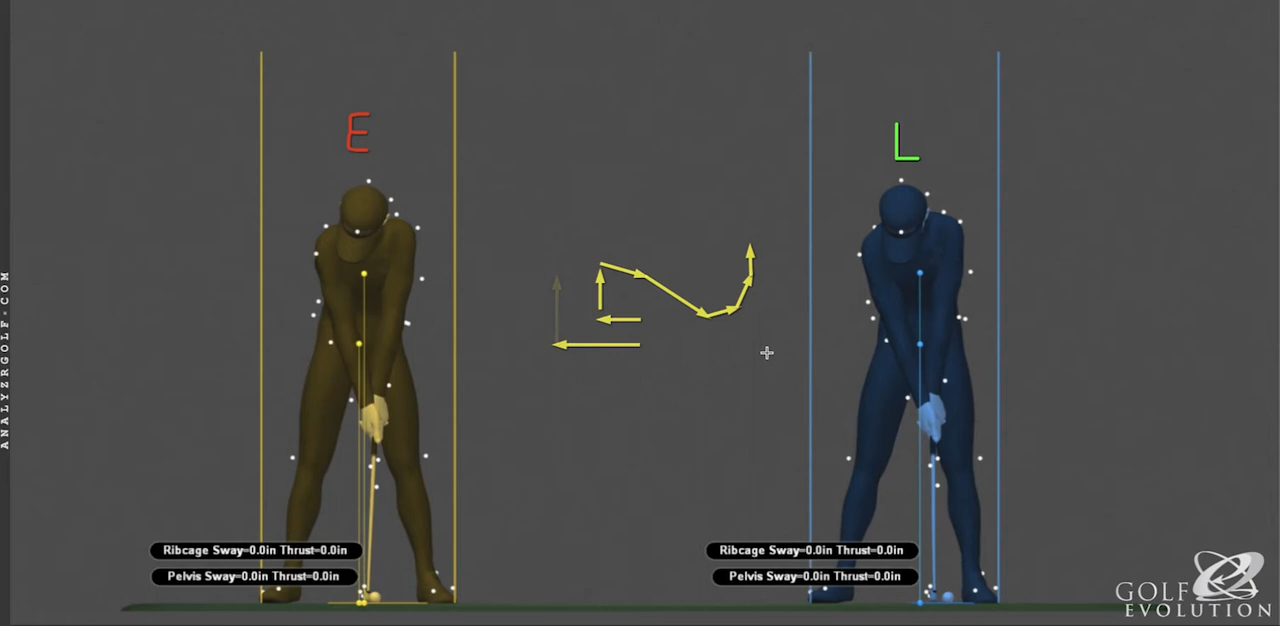 ANALYZERGOLF.COM
E
L
Ribcage Sway=0.0in Thrust=0.0in
Pelvis Sway=0.0in Thrust=0.0in
Ribcage Sway=0.0in Thrust=0.0in
Pelvis Sway=0.0in Thrust=0.0in
GOLF
EVOLUTION